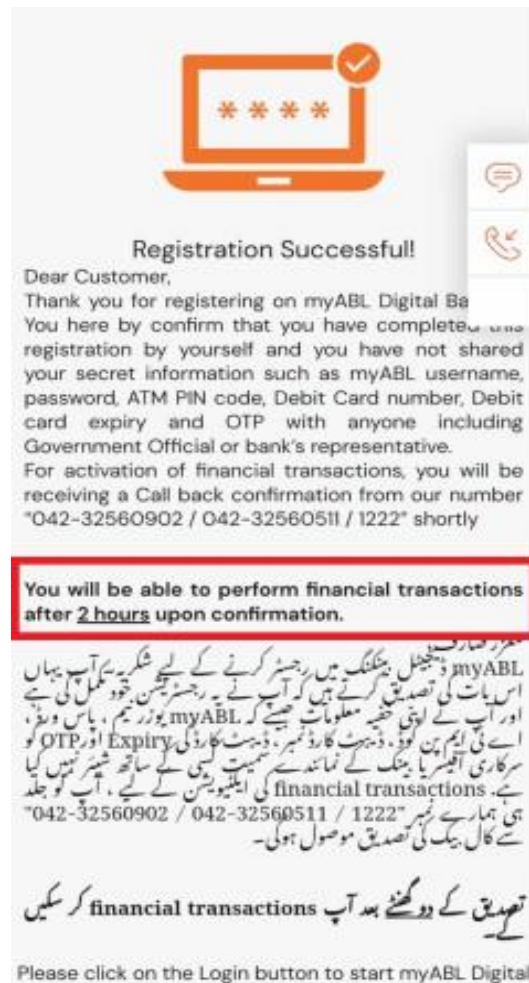 * * * *
Registration Successful!
Dear Customer,
Thank you for registering on myABL Digital Ba
You here by confirm that you have completed this
registration by yourself and you have not shared
your secret information such as myABL username,
password, ATM PIN code, Debit Card number, Debit
card expiry and OTP with anyone including
Government Official or bank's representative.
For activation of financial transactions, you will be
receiving a Call back confirmation from our number
"042-32560902 / 042-32560511 / 1222" shortly
You will be able to perform financial transactions
after 2 hours upon confirmation.
معزز صارف
myABL ڈیجیٹل بینکنگ میں رجسٹر کرنے کے لیے شکریہ۔ آپ یہاں
اس بات کی تصدیق کرتے ہیں کہ آپ نے یہ رجسٹریشن خود مکمل کی ہے
اور آپ نے اپنی خفیہ معلومات جیسے کہ myABL یوزر نیم ، پاس ورڈ ،
اے ٹی ایم پن کوڈ، ڈیبٹ کارڈ نمبر ، ڈیبٹ کارڈ کی Expiry اور OTP کو
سرکاری آفیسر یا بینک کے نمائندے سمیت کسی کے ساتھ شیئر نہیں کیا
ہے۔ financial transactions کی ایکٹیویشن کے لیے ، آپ کو جلد
ہی ہمارے نمبر "042-32560902 / 042-32560511 / 1222"
سے کال بیک کی تصدیق موصول ہوگی۔
تصدیق کے دو گھنٹے بعد آپ financial transactions کر سکیں
گے۔
Please click on the Login button to start myABL Digital